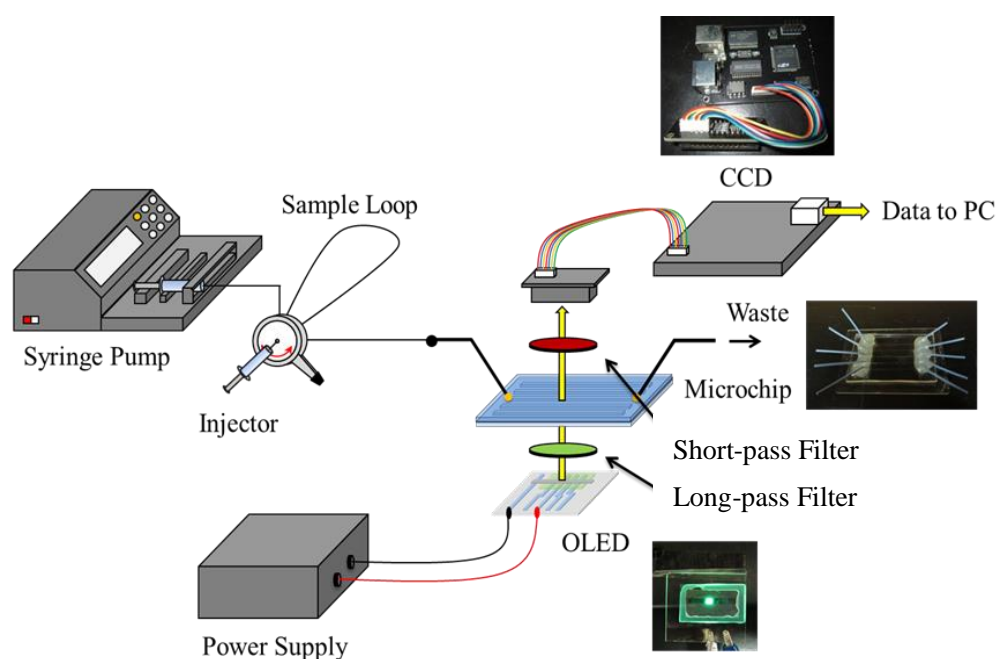 CCD
Data to PC
Sample Loop
Syringe Pump
Injector
Waste
Microchip
Short-pass Filter
Long-pass Filter
OLED
Power Supply